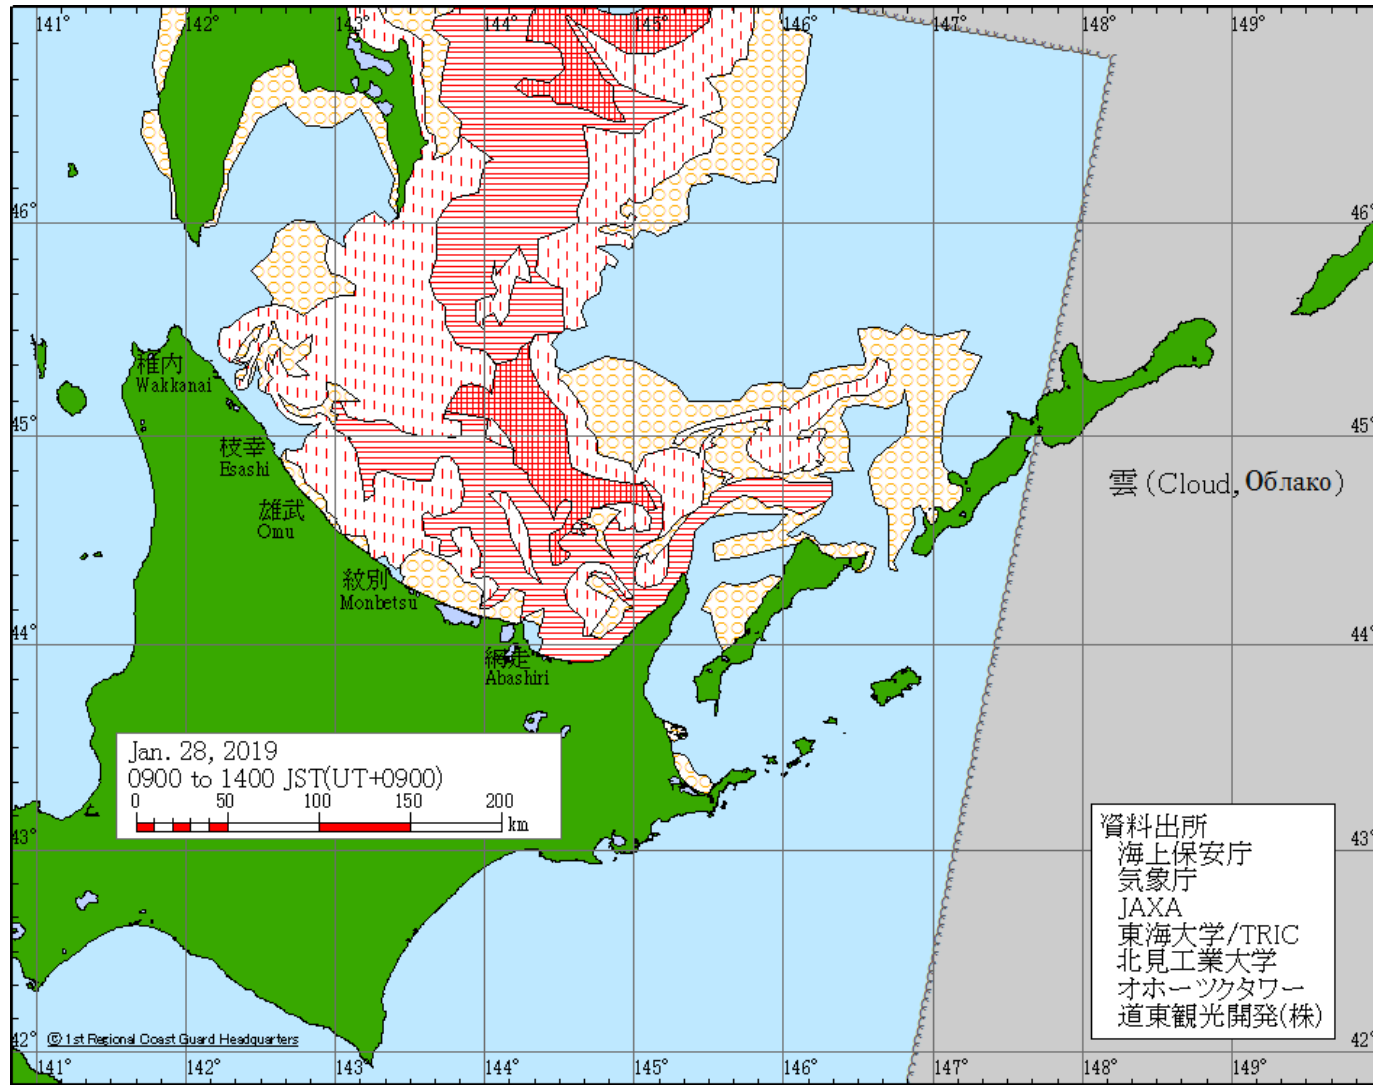 141° 142° 143° 144° 145° 146° 147° 148° 149°
46° 46°
稚内
Wakkanai
45° 45°
枝幸
Esashi
雲 (Cloud, Облако)
雄武
Omu
紋別
Monbetsu
44° 44°
網走
Abashiri
Jan. 28, 2019
0900 to 1400 JST(UT+0900)
0 50 100 150 200
km
43° 43°
資料出所
海上保安庁
気象庁
JAXA
東海大学/TRIC
北見工業大学
オホーツクタワー
道東観光開発(株)
42° 42°
© 1st Regional Coast Guard Headquarters
141° 142° 143° 144° 145° 146° 147° 148° 149°